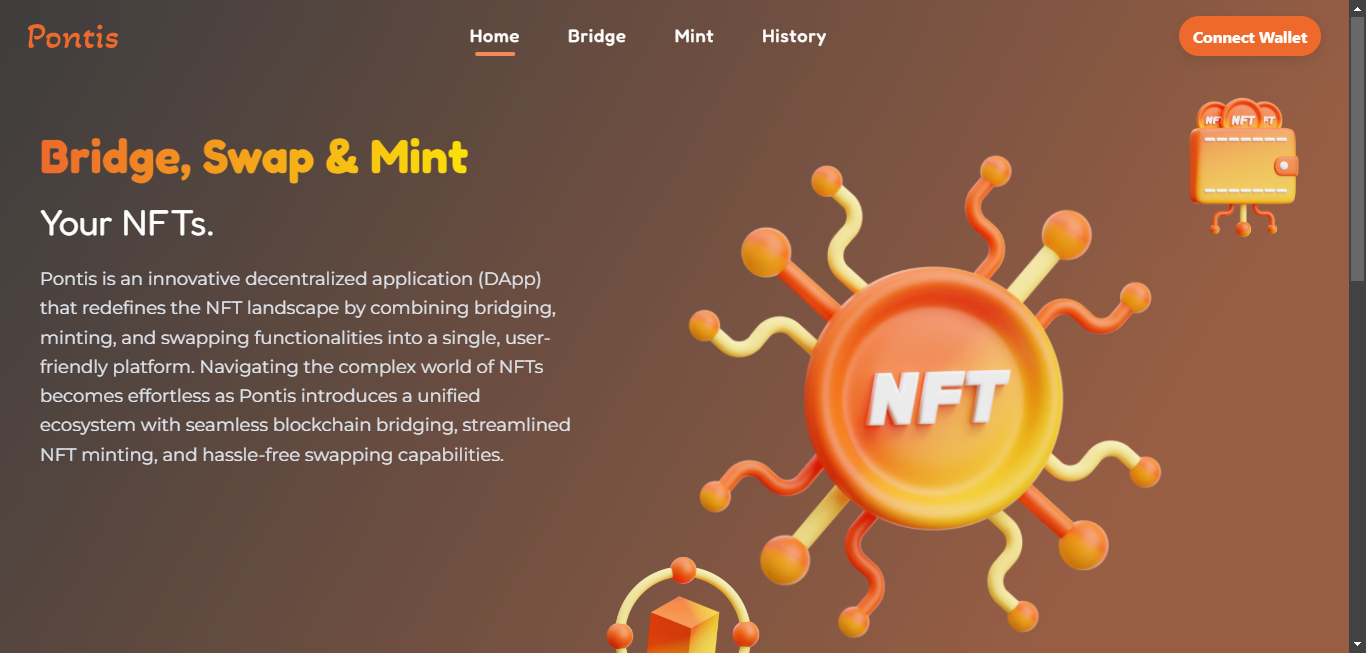 Pontis
Home
Bridge
Mint
History
Connect Wallet
Bridge, Swap & Mint
Your NFTs.
Pontis is an innovative decentralized application (DApp)
that redefines the NFT landscape by combining bridging,
minting, and swapping functionalities into a single, user-
friendly platform. Navigating the complex world of NFTs
becomes effortless as Pontis introduces a unified
ecosystem with seamless blockchain bridging, streamlined
NFT minting, and hassle-free swapping capabilities.
NFT
NFT